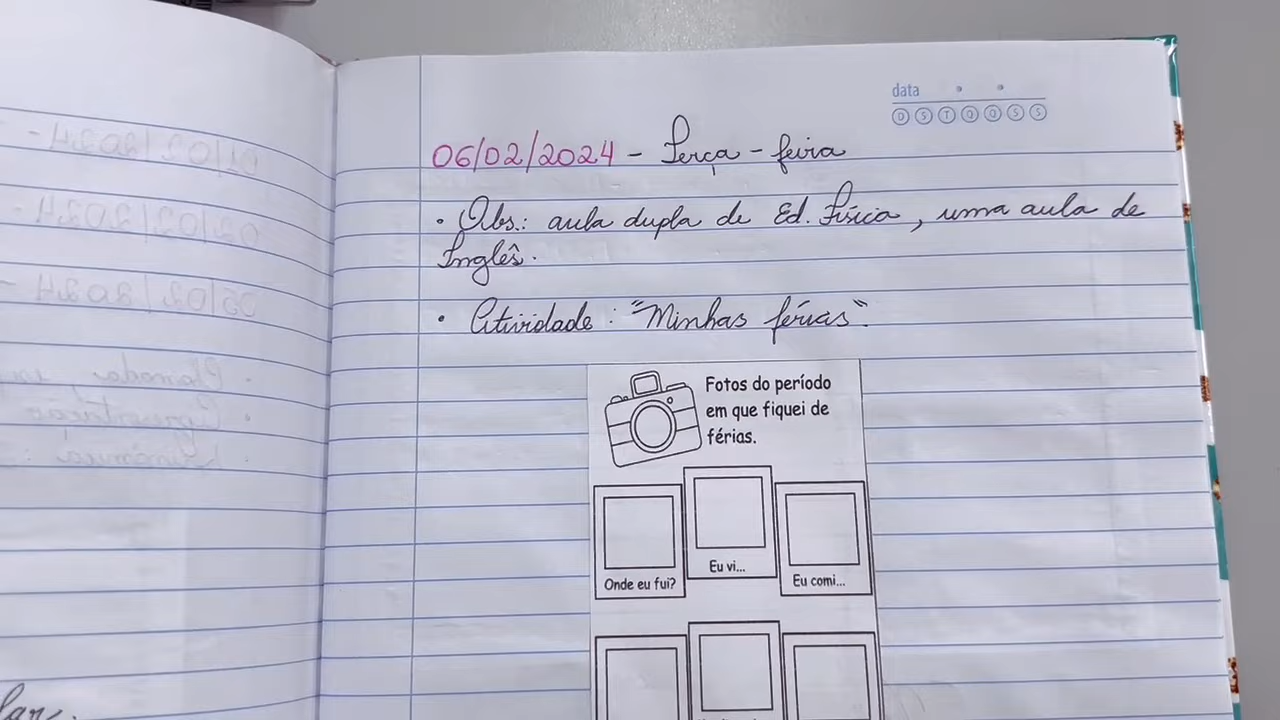 data
D S T Q Q S S
06/02/2024 - Terça-feira
• Obs.: aula dupla de Ed. Física, uma aula de
Inglês.
• Atividade: "Minhas férias".
Fotos do período
em que fiquei de
férias.
Onde eu fui?
Eu vi...
Eu comi...